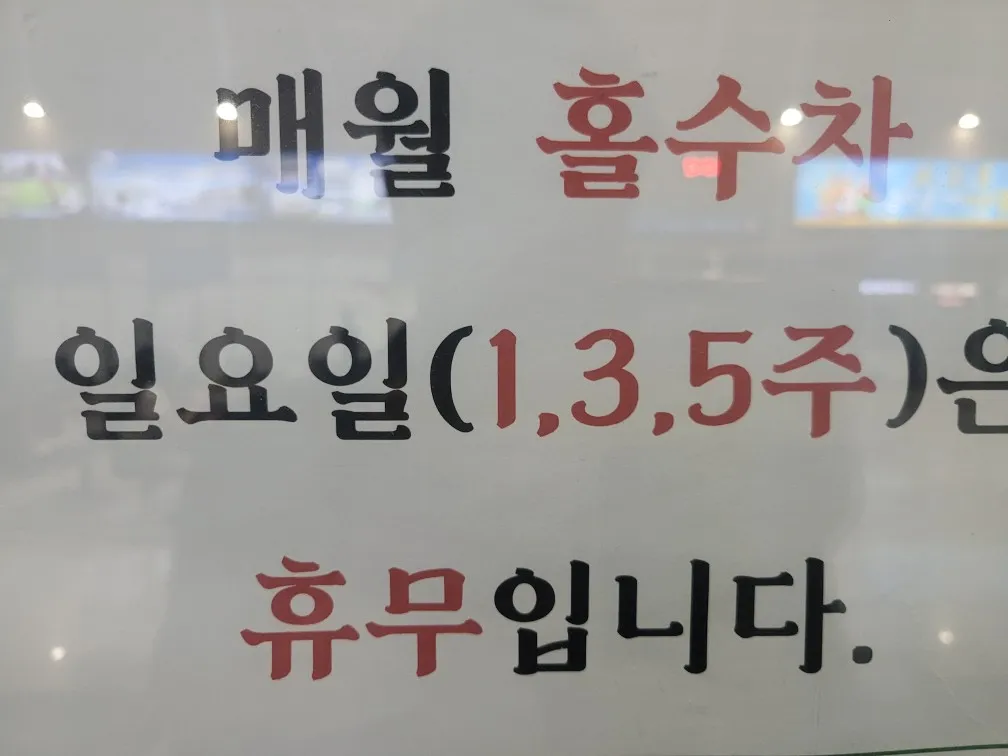 매월 홀수차
일요일(1,3,5주)은
휴무입니다.